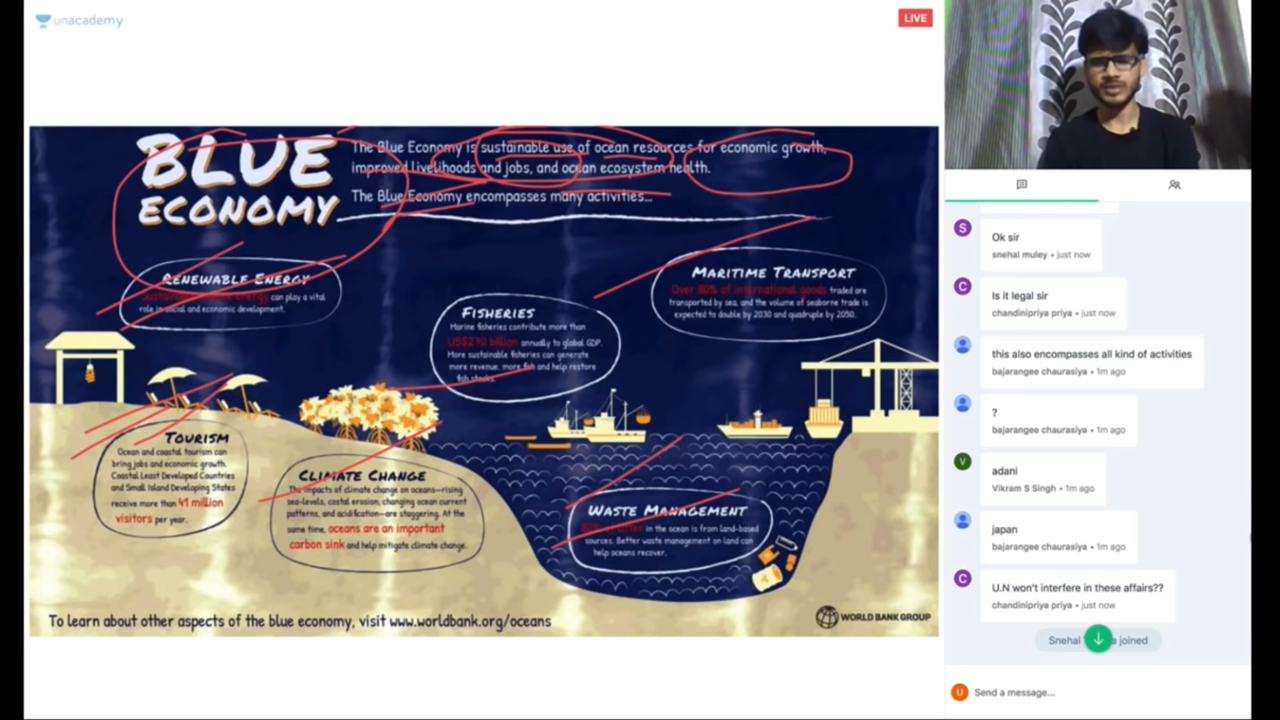 unacademy
LIVE
BLUE
ECONOMY
The Blue Economy is sustainable use of ocean resources for economic growth,
improved livelihoods and jobs, and ocean ecosystem health.
The Blue Economy encompasses many activities...
RENEWABLE ENERGY
energy can play a vital
role in social and economic development.
FISHERIES
Marine fisheries contribute more than
US$270 billion annually to global GDP.
More sustainable fisheries can generate
more revenue, more fish and help restore
fish stocks.
MARITIME TRANSPORT
Over 80% of international goods traded are
transported by sea, and the volume of seaborne trade is
expected to double by 2030 and quadruple by 2050.
TOURISM
Ocean and coastal tourism can
bring jobs and economic growth.
Coastal Least Developed Countries
and Small Island Developing States
receive more than 41 million
visitors per year.
CLIMATE CHANGE
The impacts of climate change on oceans—rising
sea-levels, costal erosion, changing ocean current
patterns, and acidification—are staggering. At the
same time, oceans are an important
carbon sink and help mitigate climate change.
WASTE MANAGEMENT
in the ocean is from land-based
sources. Better waste management on land can
help oceans recover.
To learn about other aspects of the blue economy, visit www.worldbank.org/oceans
WORLD BANK GROUP
S
Ok sir
snehal muley • just now
C
Is it legal sir
chandinipriya priya • just now
this also encompasses all kind of activities
bajarangee chaurasiya • 1m ago
?
bajarangee chaurasiya • 1m ago
V
adani
Vikram S Singh • 1m ago
japan
bajarangee chaurasiya • 1m ago
C
U.N won't interfere in these affairs??
chandinipriya priya • just now
Snehal joined
U
Send a message...